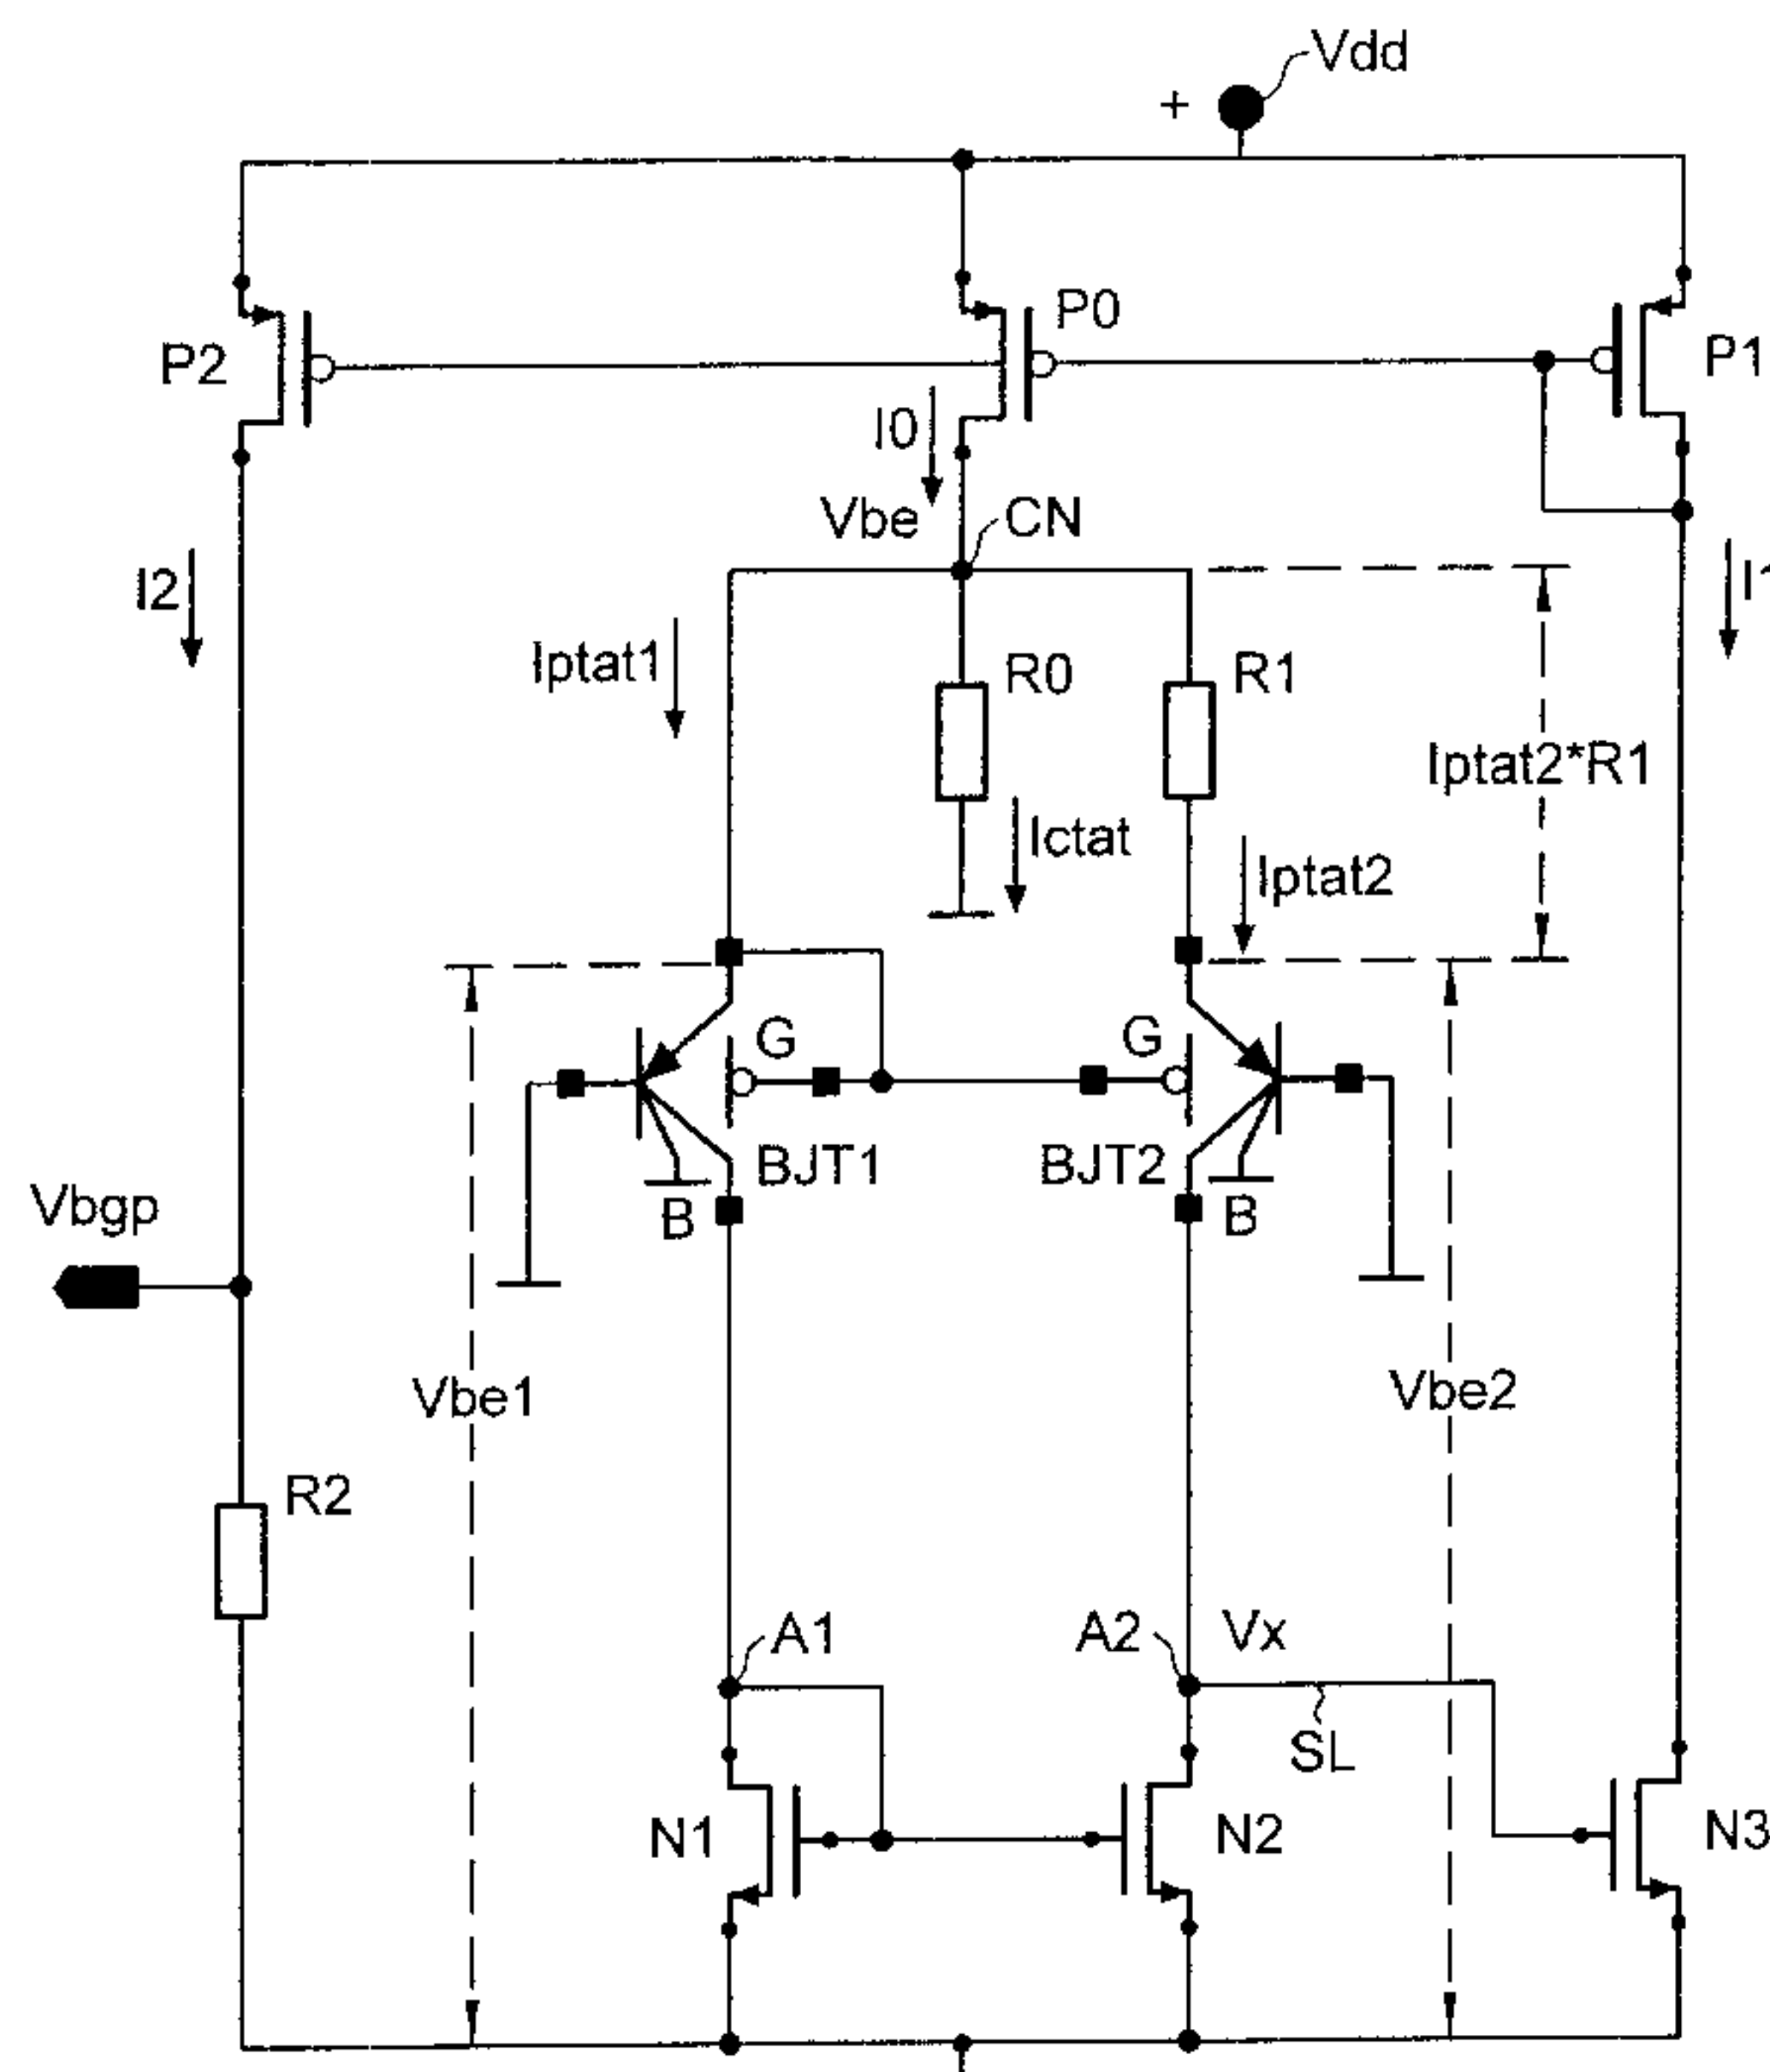 Vdd
+
P2
P0
P1
I0
Vbe
CN
I2
I1
Iptat1
R0
R1
Iptat2*R1
Ictat
Iptat2
G
G
BJT1
BJT2
B
B
Vbgp
Vbe1
Vbe2
R2
A1
A2
Vx
SL
N1
N2
N3